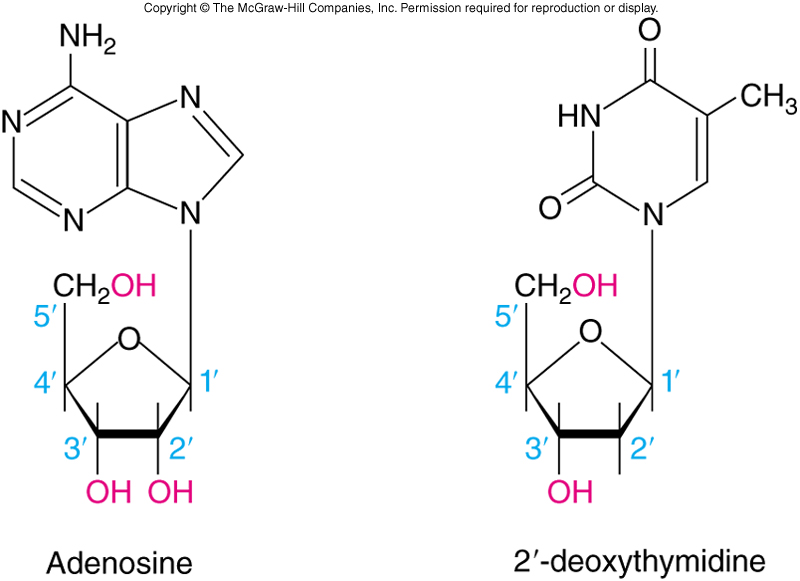 Copyright © The McGraw-Hill Companies, Inc. Permission required for reproduction or display.
NH2
N
N
N
N
CH2OH
5′
O
4′
1′
3′
2′
OH
OH
Adenosine
O
HN
CH3
O
N
CH2OH
5′
O
4′
1′
3′
2′
OH
2′-deoxythymidine